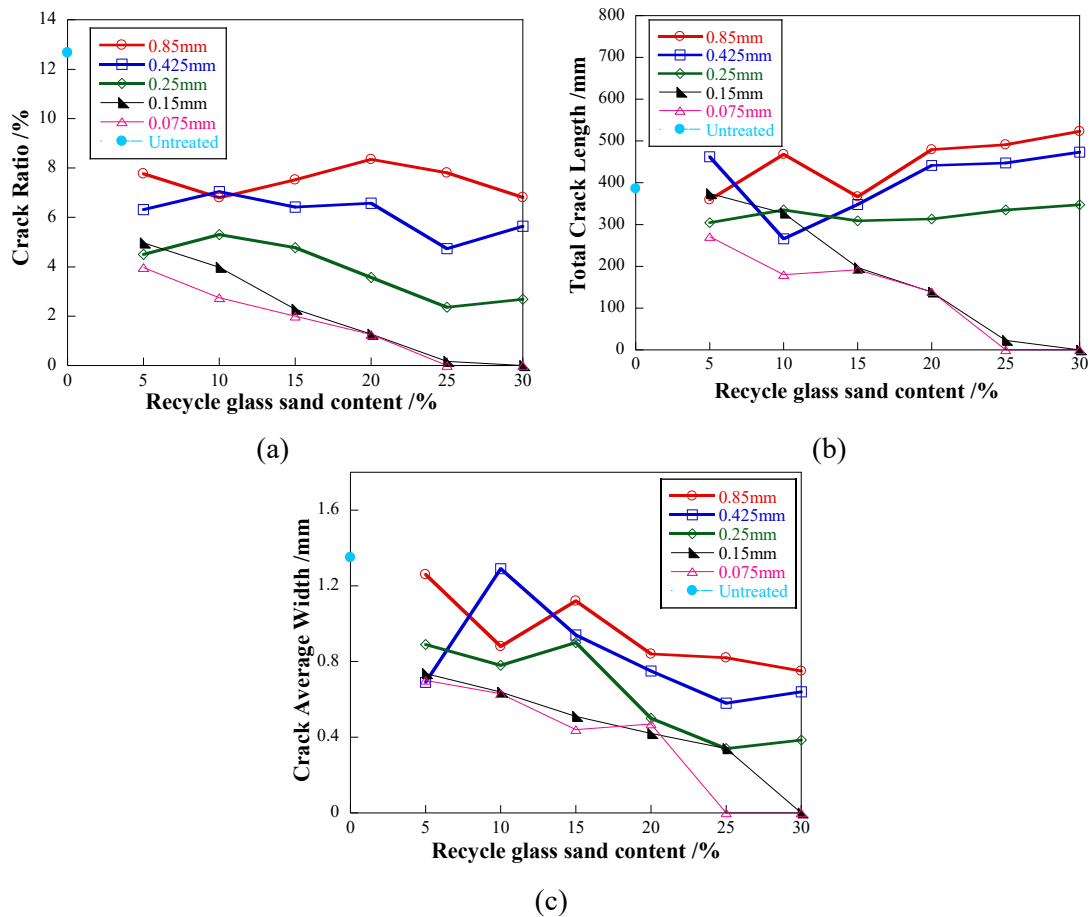 14
12
10
8
6
4
2
0
Crack Ratio /%
0.85mm
0.425mm
0.25mm
0.15mm
0.075mm
Untreated
0 5 10 15 20 25 30
Recycle glass sand content /%
(a)
800
700
600
500
400
300
200
100
0
Total Crack Length/mm
0.85mm
0.425mm
0.25mm
0.15mm
0.075mm
Untreated
0 5 10 15 20 25 30
Recycle glass sand content /%
(b)
1.6
1.2
0.8
0.4
0
Crack Average Width /mm
0.85mm
0.425mm
0.25mm
0.15mm
0.075mm
Untreated
0 5 10 15 20 25 30
Recycle glass sand content /%
(c)